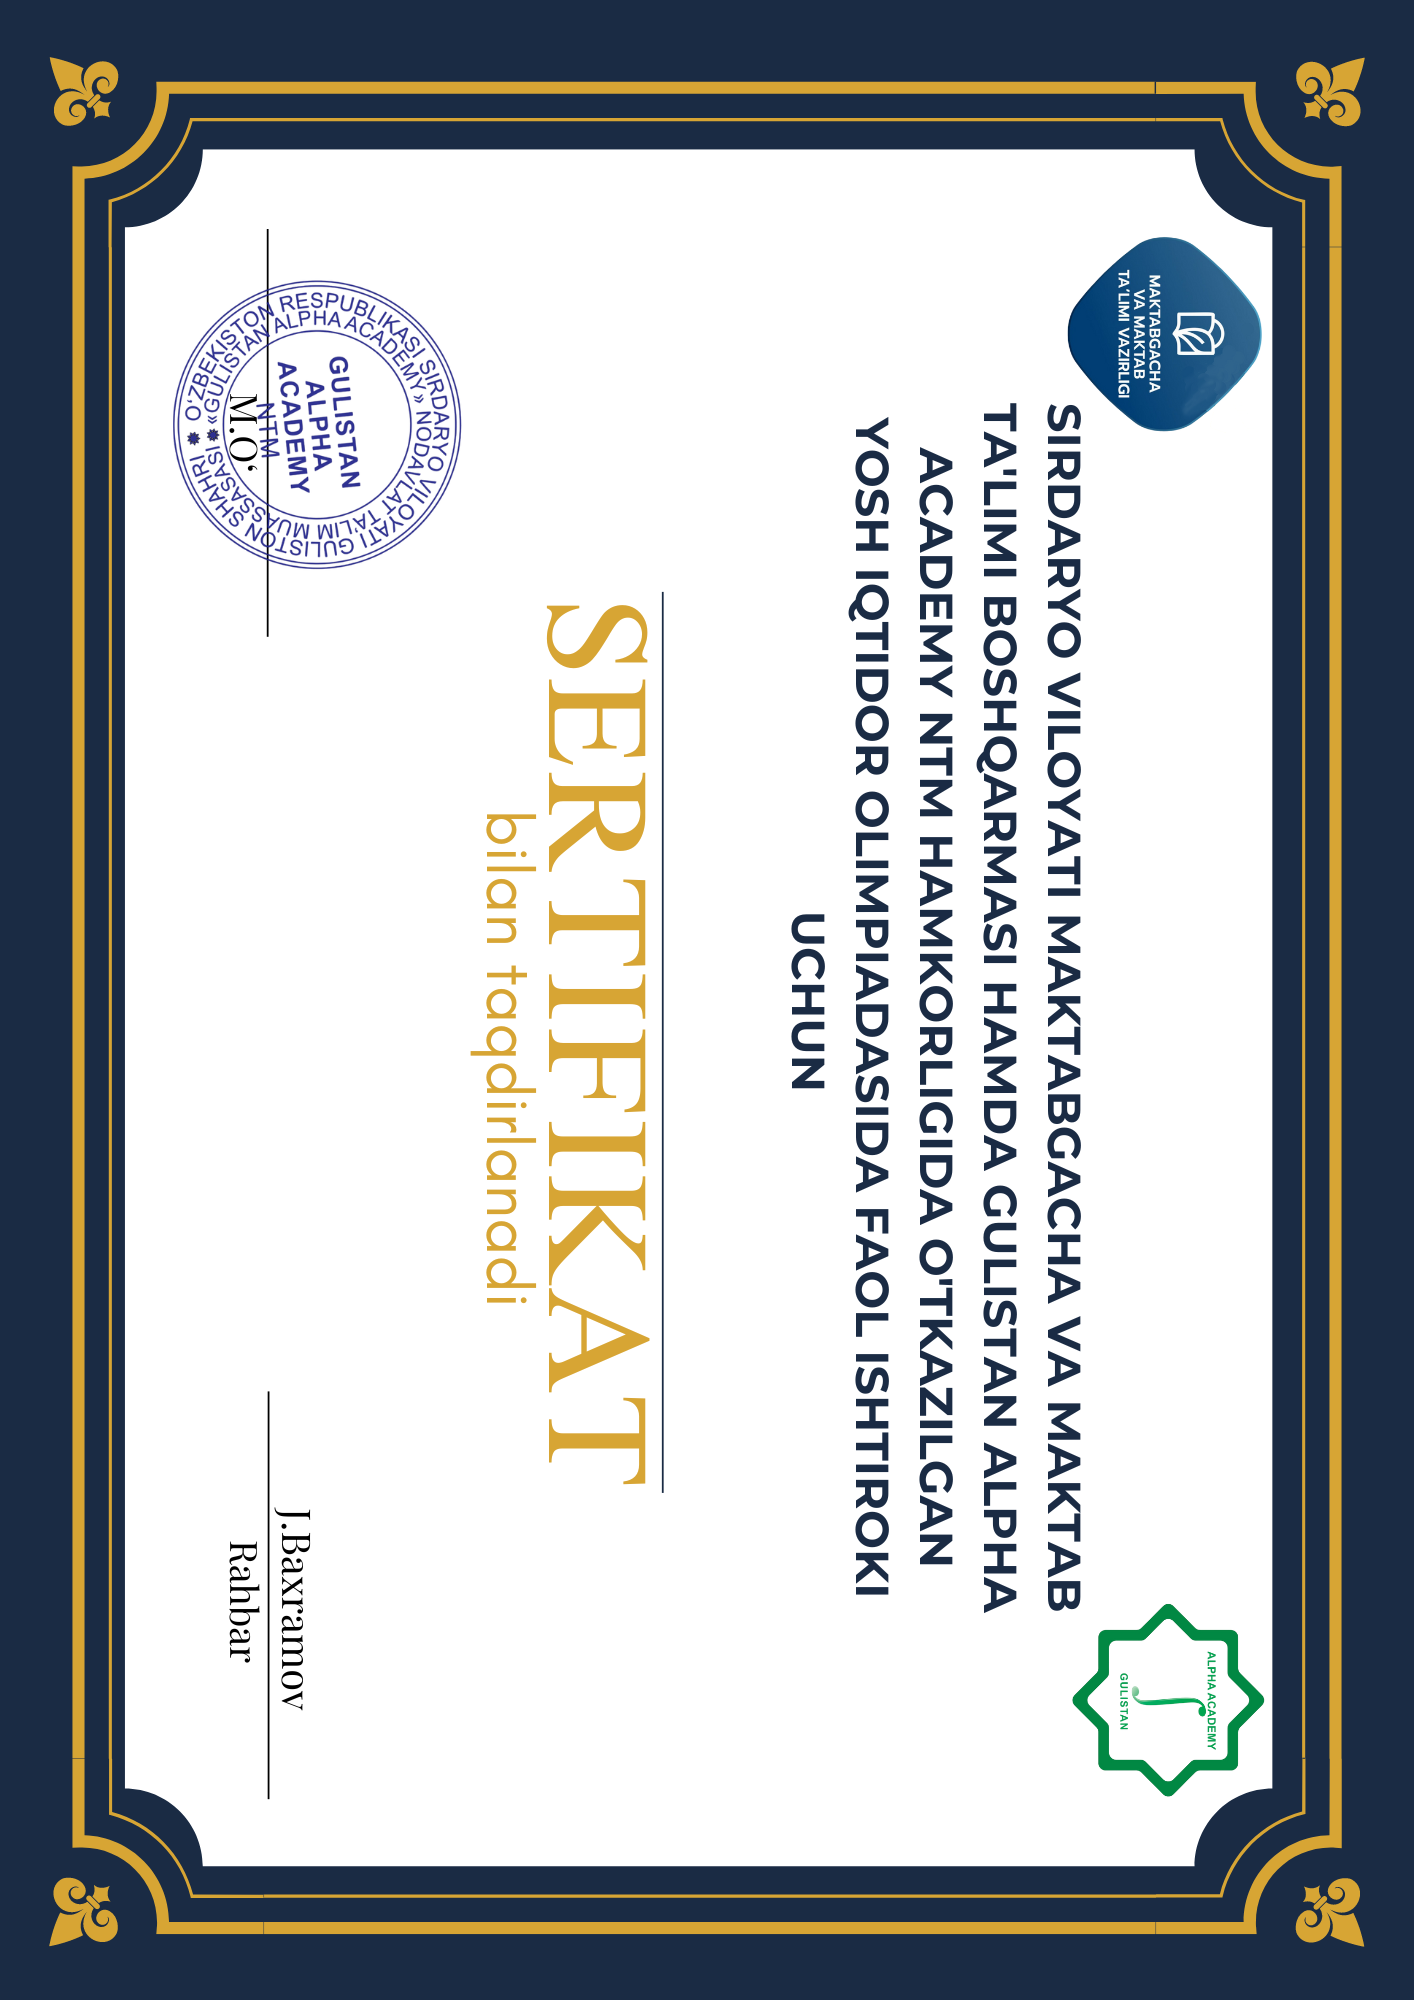 MAKTABGACHA
VA MAKTAB
TA'LIMI VAZIRLIGI
ALPHA ACADEMY
GULISTAN
SIRDARYO VILOYATI MAKTABGACHA VA MAKTAB
TA'LIMI BOSHQARMASI HAMDA GULISTAN ALPHA
ACADEMY NTM HAMKORLIGIDA O'TKAZILGAN
YOSH IQTIDOR OLIMPIADASIDA FAOL ISHTIROKI
UCHUN
SERTIFIKAT
bilan taqdirlanadi
O'ZBEKISTON RESPUBLIKASI SIRDARYO VILOYATI GULISTON SHAHRI
«GULISTAN ALPHA ACADEMY» NODAVLAT TA'LIM MUASSASASI
GULISTAN
ALPHA
ACADEMY
NTM
M.O‘
J.Baxramov
Rahbar